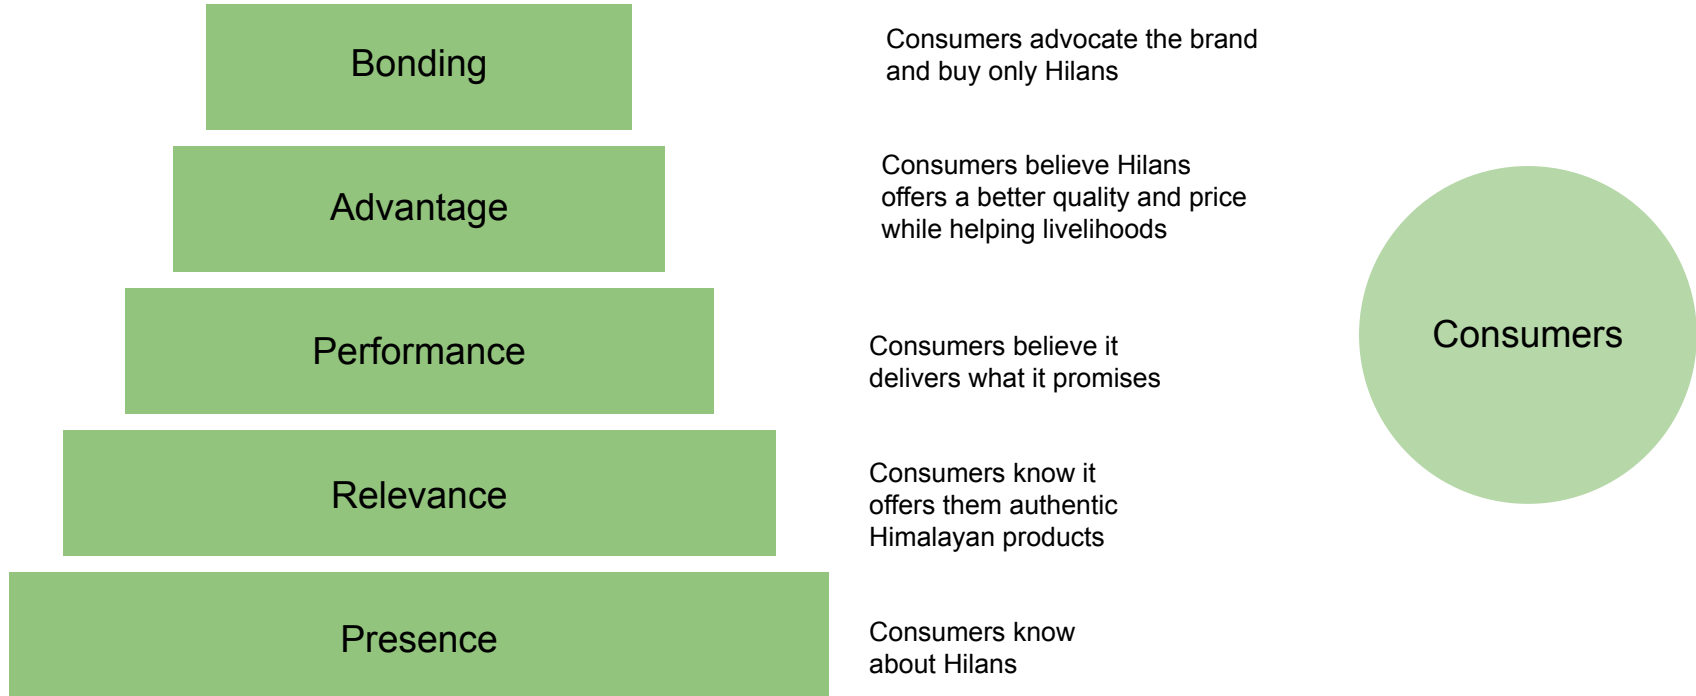 Bonding
Consumers advocate the brand
and buy only Hilans
Advantage
Consumers believe Hilans
offers a better quality and price
while helping livelihoods
Performance
Consumers believe it
delivers what it promises
Consumers
Relevance
Consumers know it
offers them authentic
Himalayan products
Presence
Consumers know
about Hilans